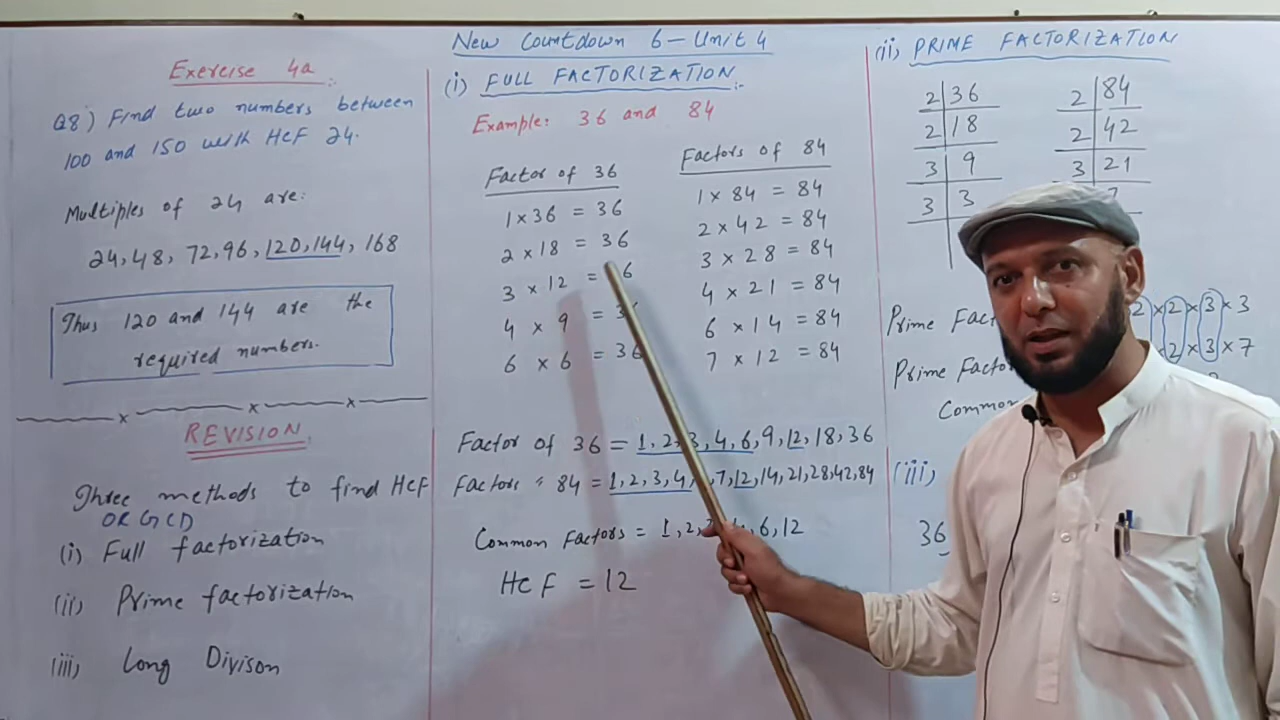 Exercise 4a
Q8) Find two numbers between
100 and 150 with HCF 24.
Multiples of 24 are:
24, 48, 72, 96, 120, 144, 168
Thus 120 and 144 are the
required numbers.
REVISION
Three methods to find HCF
OR GCD
(i) Full factorization
(ii) Prime factorization
(iii) Long Divison
New Countdown 6 - Unit 4
(i) FULL FACTORIZATION
Example: 36 and 84
Factor of 36
1 × 36 = 36
2 × 18 = 36
3 × 12 = 6
4 × 9 = 36
6 × 6 = 36
Factors of 84
1 × 84 = 84
2 × 42 = 84
3 × 28 = 84
4 × 21 = 84
6 × 14 = 84
7 × 12 = 84
Factor of 36 = 1, 2, 3, 4, 6, 9, 12, 18, 36
Factors " 84 = 1, 2, 3, 4, 7, 12, 14, 21, 28, 42, 84
Common Factors = 1, 2, 6, 12
HCF = 12
(ii) PRIME FACTORIZATION
2 36
2 18
3 9
3 3
2 84
2 42
3 21
Prime 2 × 2 × 3 × 3
Prime × 2 × 3 × 7
Common
(iii)
36